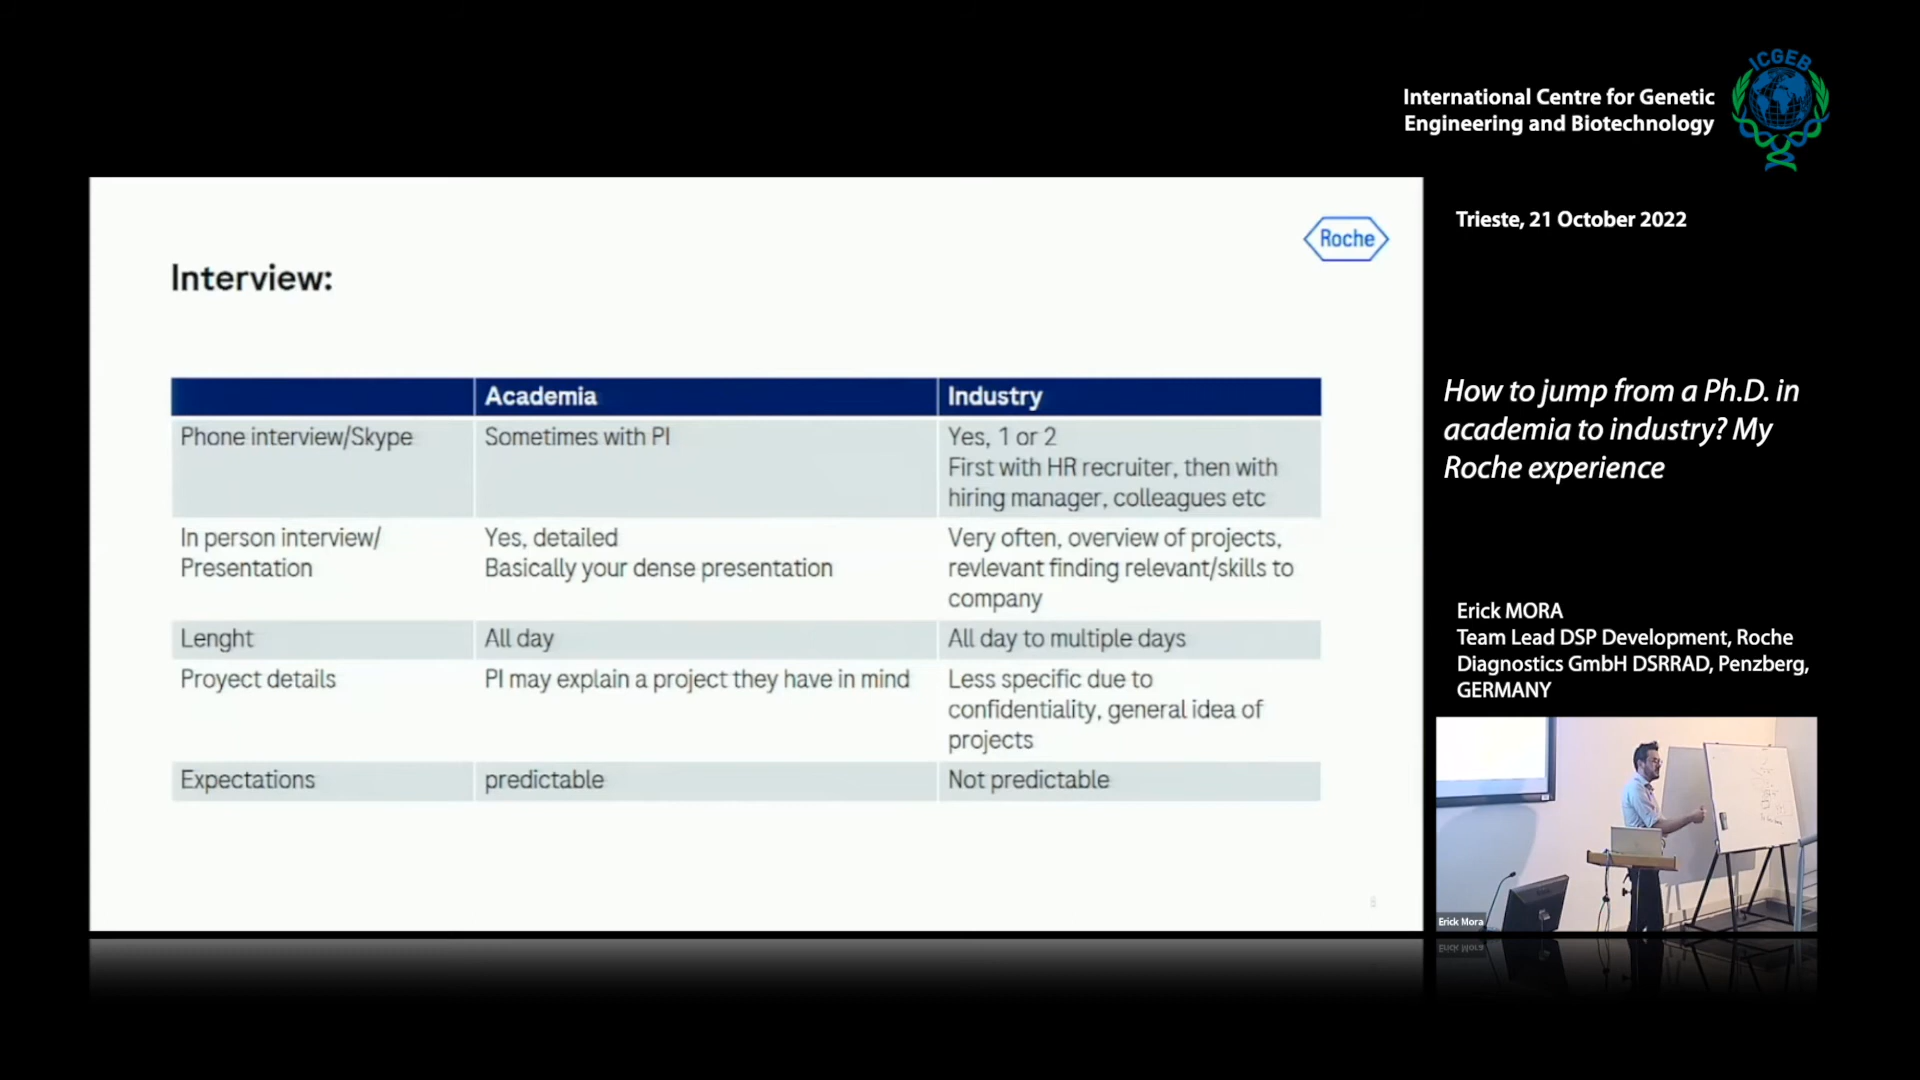 ICGEB
International Centre for Genetic
Engineering and Biotechnology
Trieste, 21 October 2022
Roche
Interview:
Academia
Industry
Phone interview/Skype
Sometimes with PI
Yes, 1 or 2
First with HR recruiter, then with
hiring manager, colleagues etc
In person interview/
Presentation
Yes, detailed
Basically your dense presentation
Very often, overview of projects,
revlevant finding relevant/skills to
company
Lenght
All day
All day to multiple days
Proyect details
PI may explain a project they have in mind
Less specific due to
confidentiality, general idea of
projects
Expectations
predictable
Not predictable
How to jump from a Ph.D. in
academia to industry? My
Roche experience
Erick MORA
Team Lead DSP Development, Roche
Diagnostics GmbH DSRRAD, Penzberg,
GERMANY
Erick Mora